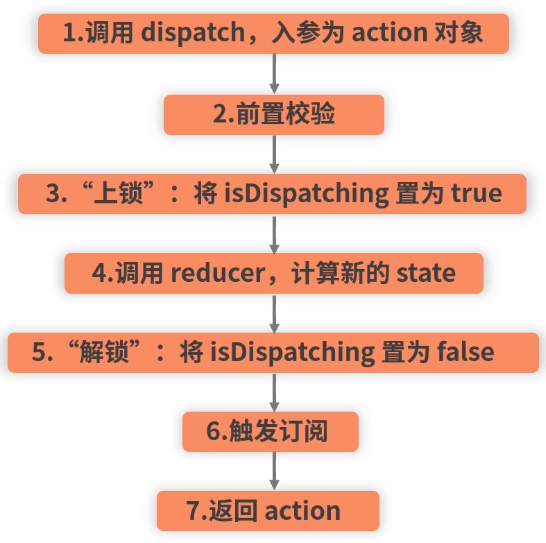 1.调用 dispatch，入参为 action 对象
2.前置校验
3.“上锁”：将 isDispatching 置为 true
4.调用 reducer，计算新的 state
5.“解锁”：将 isDispatching 置为 false
6.触发订阅
7.返回 action